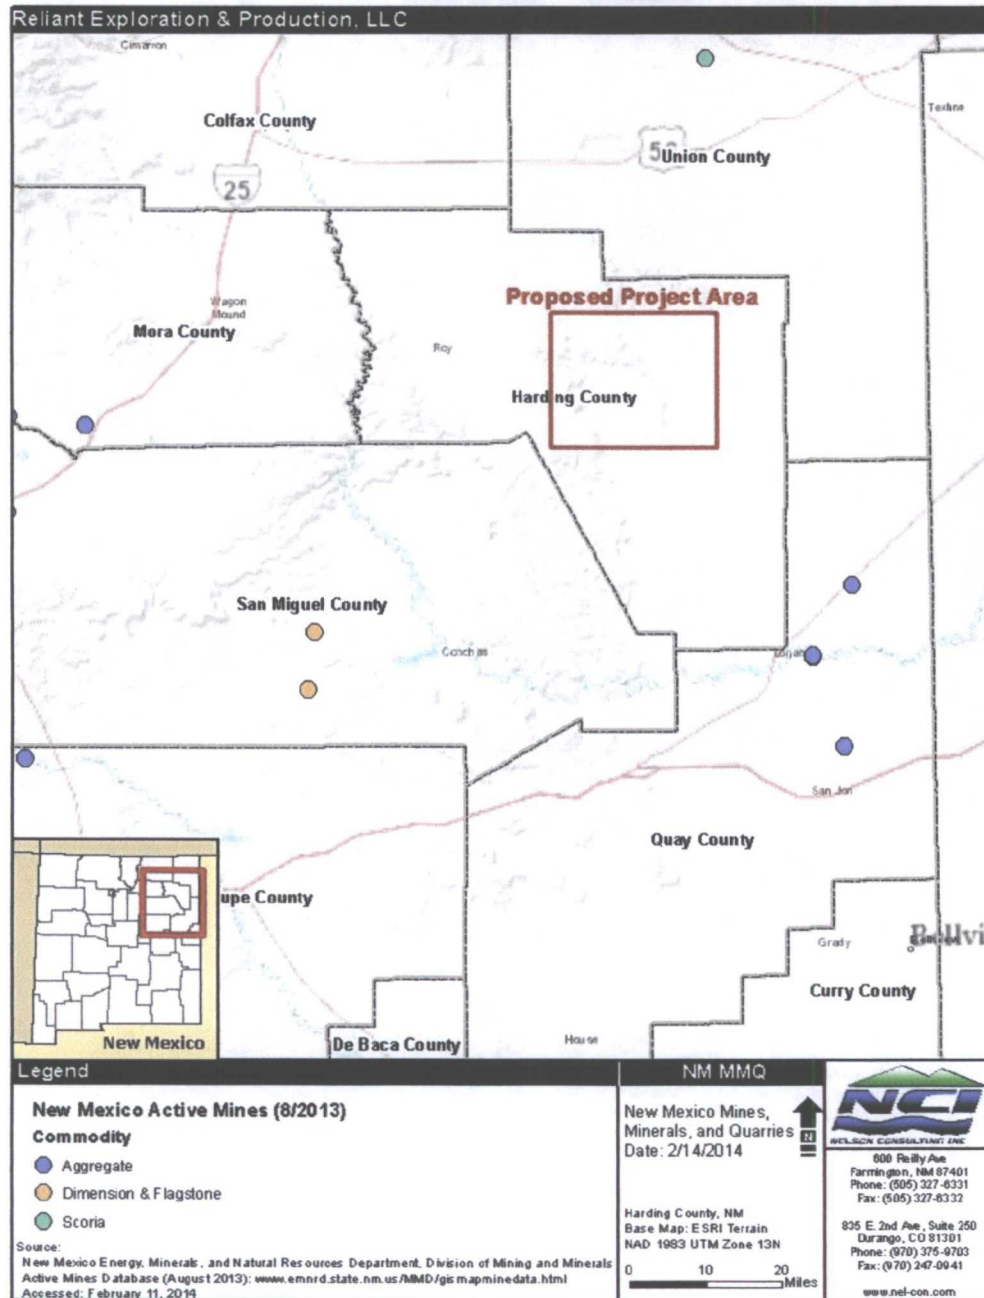 Reliant Exploration & Production, LLC
Cimarron
Colfax County
Texline
Union County
25
Proposed Project Area
Wagon
Mound
Mora County
Roy
Harding County
San Miguel County
Conchas
Logan
San Jon
Quay County
upe County
Grady
Bellvi
Curry County
New Mexico
De Baca County
House
Legend
New Mexico Active Mines (8/2013)
Commodity
Aggregate
Dimension & Flagstone
Scoria
Source:
New Mexico Energy, Minerals, and Natural Resources Department, Division of Mining and Minerals
Active Mines Database (August 2013): www.emnrd.state.nm.us/MMD/gismapminedata.html
Accessed: February 11, 2014
NM MMQ
New Mexico Mines,
Minerals, and Quarries
Date: 2/14/2014
N
Harding County, NM
Base Map: ESRI Terrain
NAD 1983 UTM Zone 13N
0 10 20
Miles
NCI
NELSON CONSULTING INC
600 Reilly Ave
Farmington, NM 87401
Phone: (505) 327-6331
Fax: (505) 327-6332
835 E. 2nd Ave, Suite 250
Durango, CO 81301
Phone: (970) 375-9703
Fax: (970) 247-0941
www.nel-con.com